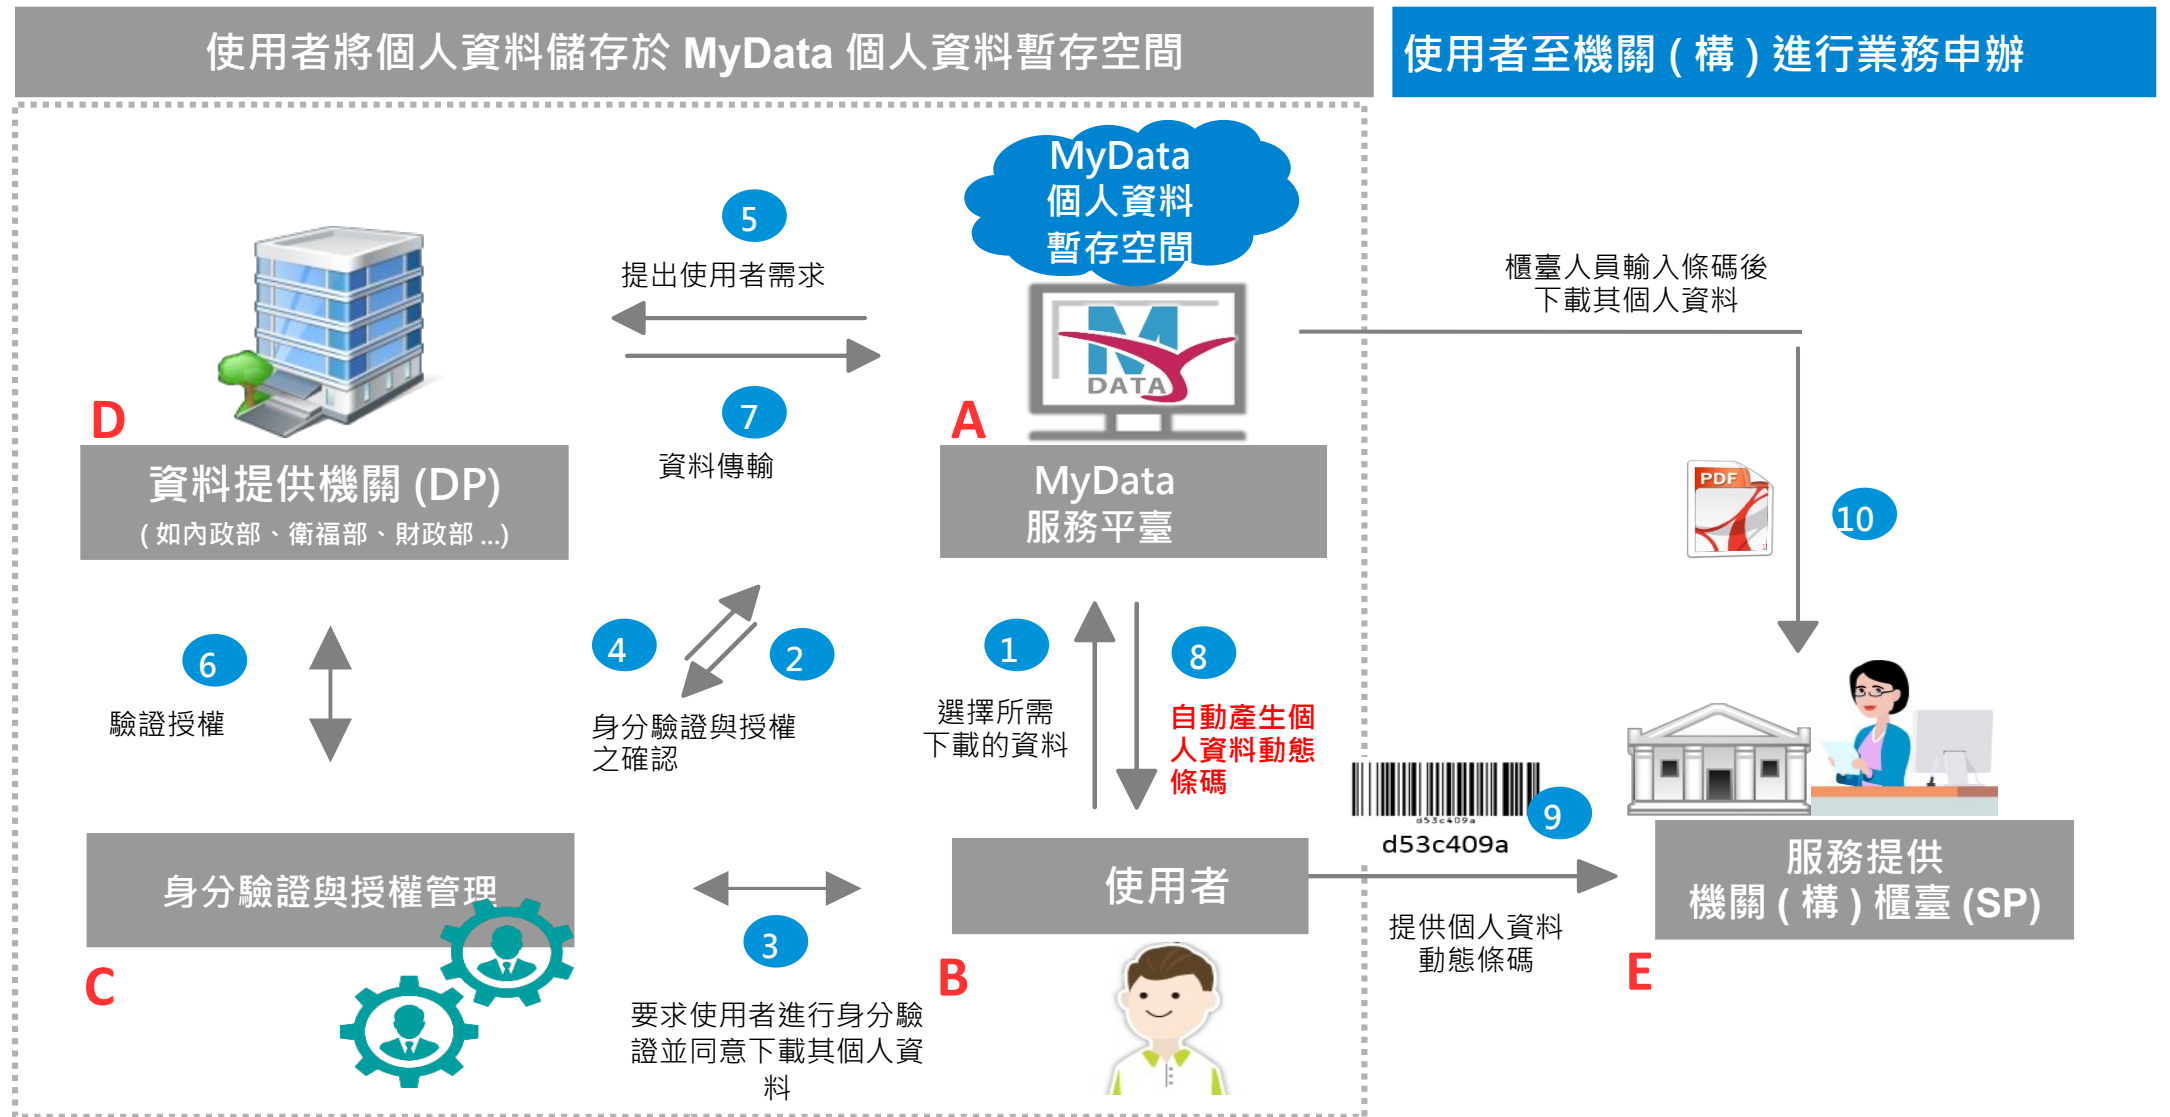 使用者將個人資料儲存於 MyData 個人資料暫存空間
使用者至機關 ( 構 ) 進行業務申辦
MyData
個人資料
暫存空間
5
提出使用者需求
7
資料傳輸
D
資料提供機關 (DP)
( 如內政部、衛福部、財政部 ...)
M
DATA
A
MyData
服務平臺
櫃臺人員輸入條碼後
下載其個人資料
PDF
10
6
驗證授權
4
2
身分驗證與授權
之確認
1
選擇所需
下載的資料
8
自動產生個
人資料動態
條碼
身分驗證與授權管理
C
3
要求使用者進行身分驗
證並同意下載其個人資
料
使用者
B
d53c409a
d53c409a
9
提供個人資料
動態條碼
服務提供
機關 ( 構 ) 櫃臺 (SP)
E